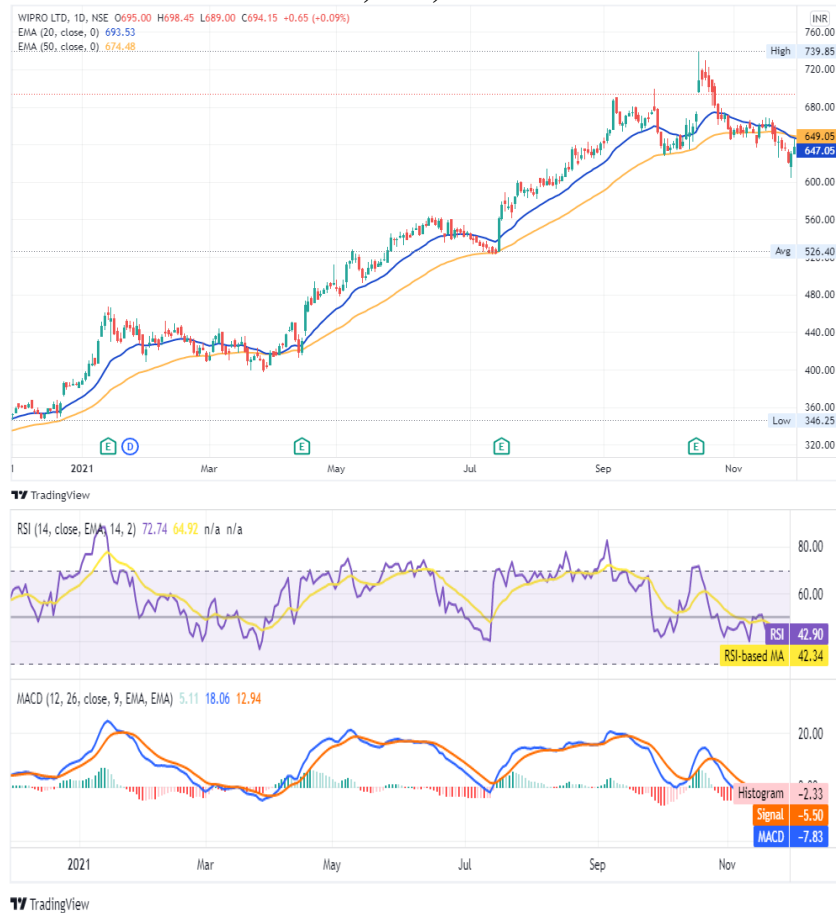 WIPRO LTD, 1D, NSE O695.00 H698.45 L689.00 C694.15 +0.65 (+0.09%)
INR
EMA (20, close, 0) 693.53
EMA (50, close, 0) 674.48
760.00
High 739.85
720.00
680.00
649.05
647.05
600.00
560.00
Avg 526.40
480.00
440.00
400.00
360.00
Low 346.25
320.00
E D E E E
2021 Mar May Jul Sep Nov
TradingView
RSI (14, close, EMA, 14, 2) 72.74 64.92 n/a n/a
80.00
60.00
RSI 42.90
RSI-based MA 42.34
MACD (12, 26, close, 9, EMA, EMA) 5.11 18.06 12.94
20.00
Histogram -2.33
Signal -5.50
MACD -7.83
2021 Mar May Jul Sep Nov
TradingView